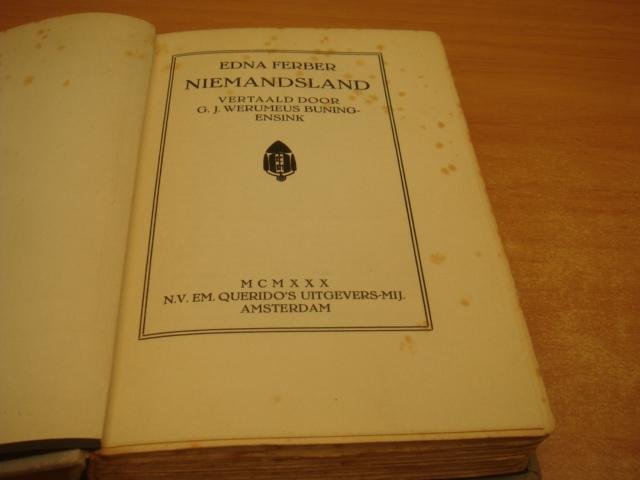 EDNA FERBER
NIEMANDSLAND
VERTAALD DOOR
G. J. WERUMEUS BUNING-
ENSINK
MCMXXX
N.V. EM. QUERIDO'S UITGEVERS-MIJ.
AMSTERDAM